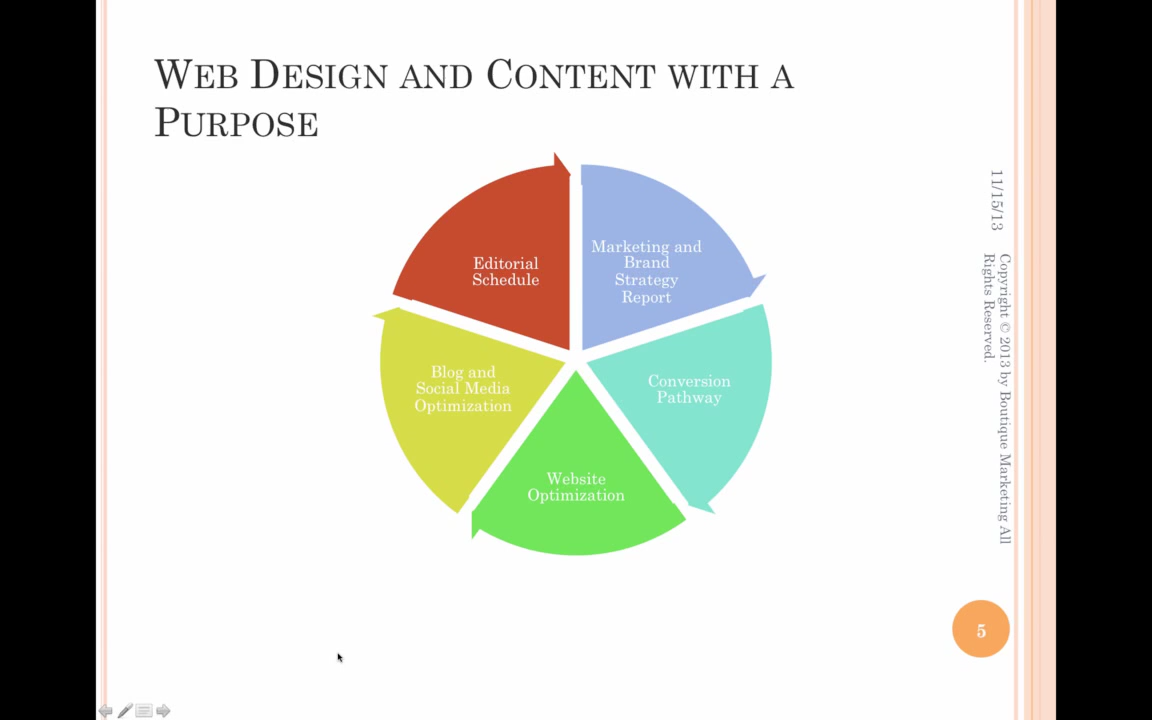 WEB DESIGN AND CONTENT WITH A
PURPOSE
Editorial
Schedule
Marketing and
Brand
Strategy
Report
Conversion
Pathway
Website
Optimization
Blog and
Social Media
Optimization
11/15/13
Copyright © 2013 by Boutique Marketing All
Rights Reserved.
5